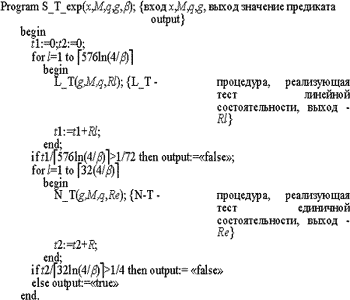 Program S_T_exp(x,M,q,g,β); {вход x,M,q,g, выход значение предиката
output}
begin
t1:=0;t2:=0;
for l=1 to ⌈576ln(4/β)⌉
begin
L_T(g,M,q,Rl); {L_T - процедура, реализующая
тест линейной
состоятельности, выход -
Rl}
t1:=t1+Rl;
end;
if t1/⌈576ln(4/β)⌉>1/72 then output:=«false»;
for l=1 to ⌈32(4/β)⌉
begin
N_T(g,M,q,Re); {N-T - процедура, реализующая
тест единичной
состоятельности, выход -
Re}
t2:=t2+R;
end;
if t2/⌈32ln(4/β)⌉>1/4 then output:= «false»
else output:=«true»
end.